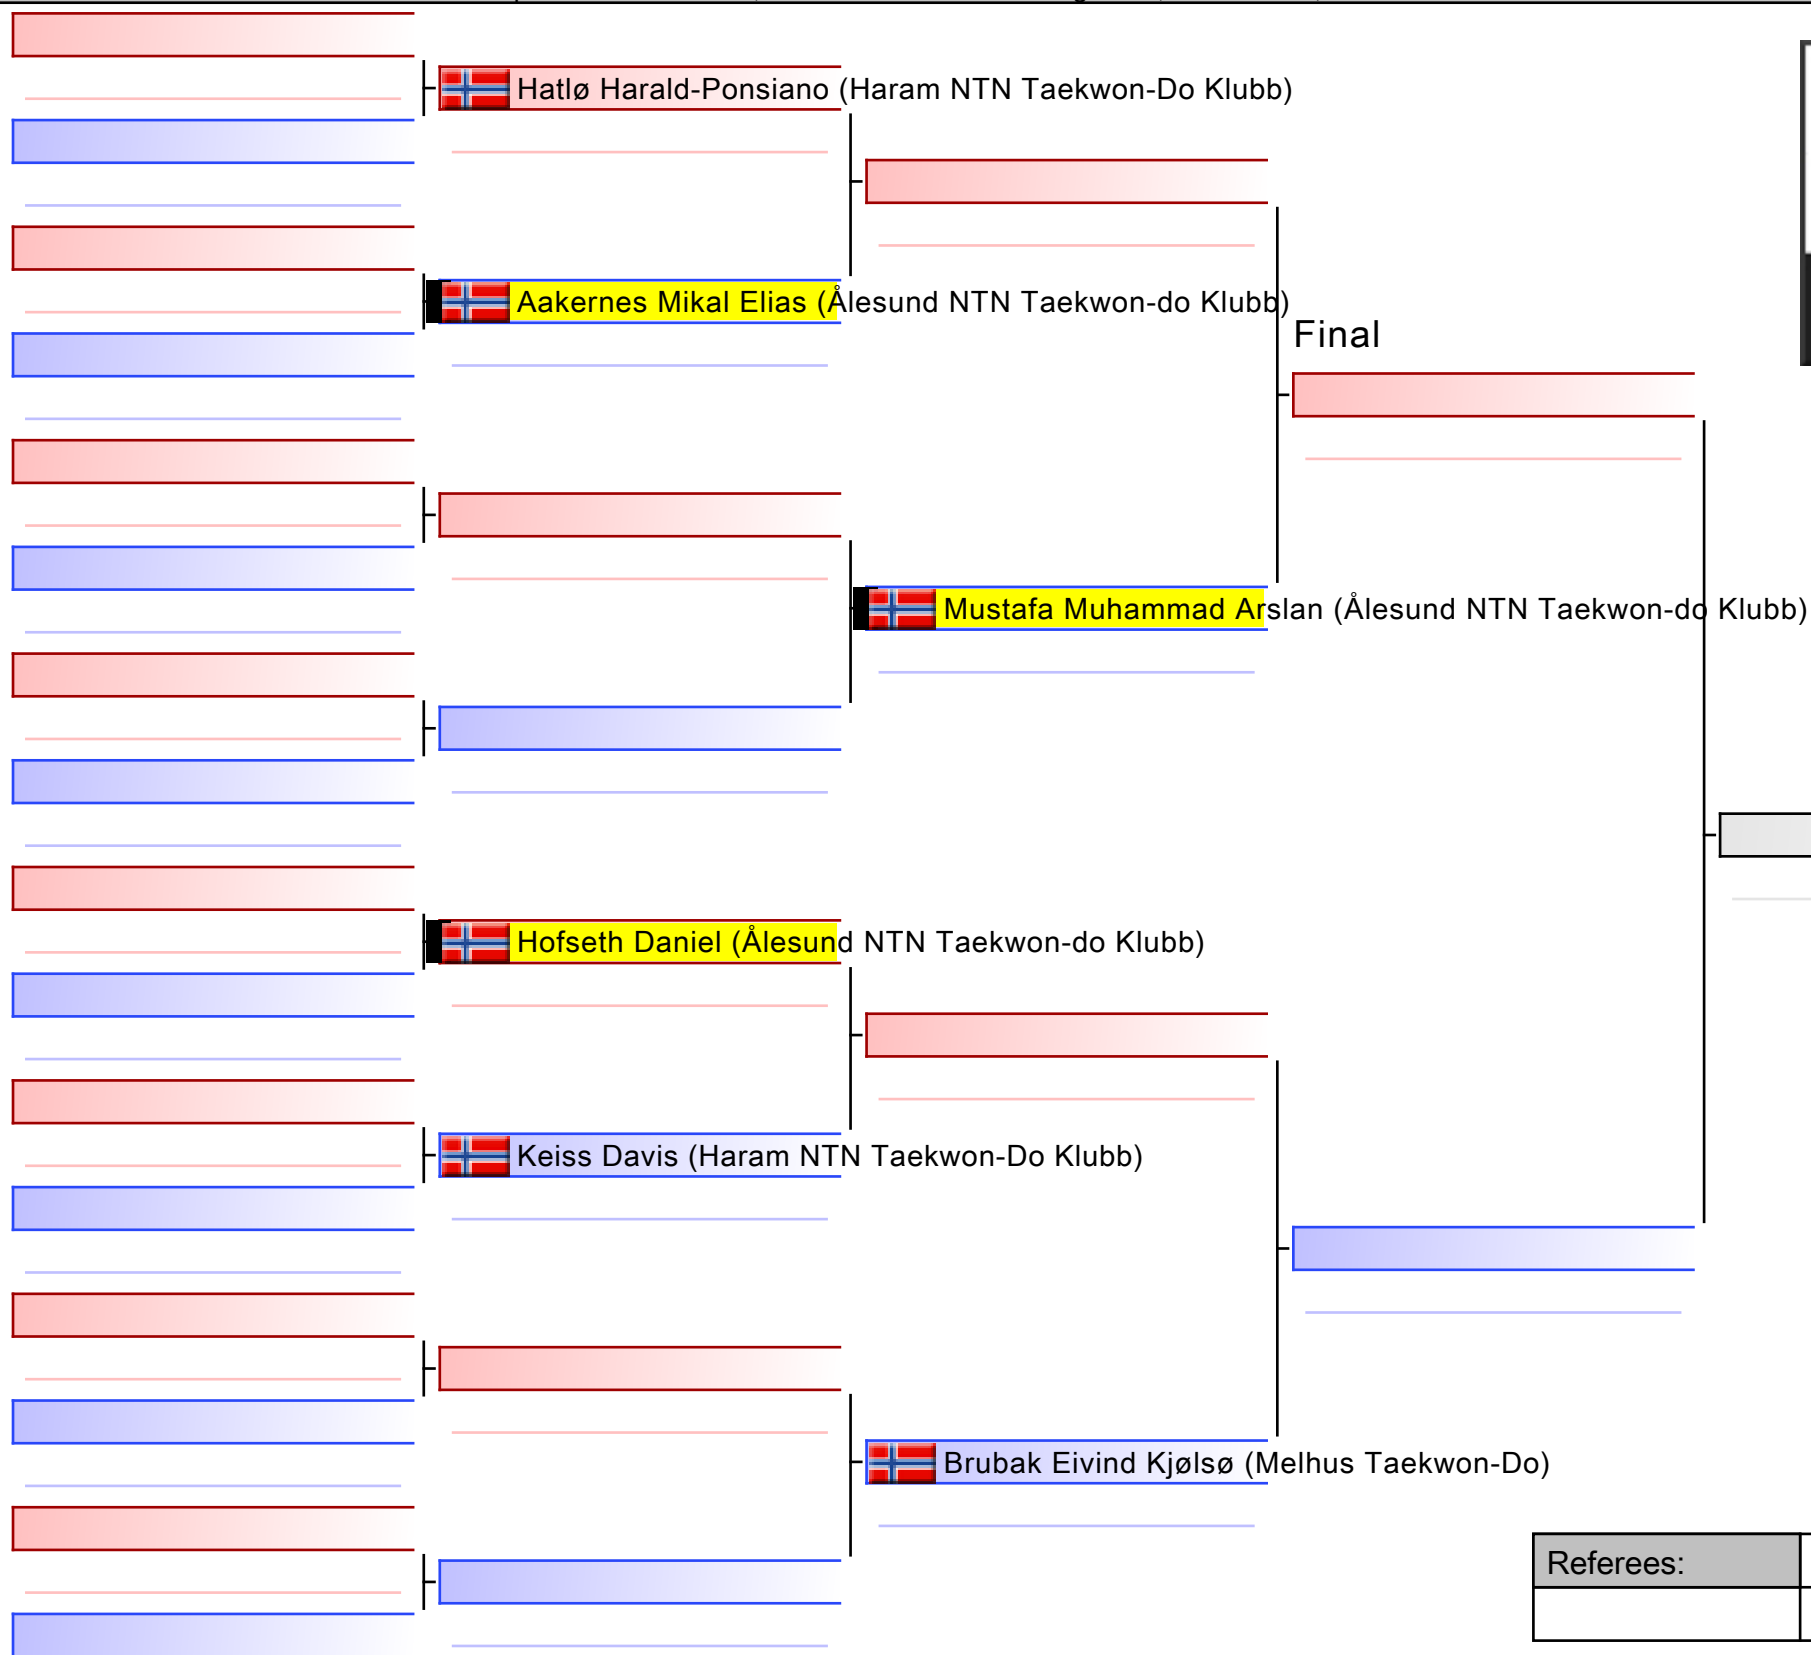 Hatlø Harald-Ponsiano (Haram NTN Taekwon-Do Klubb)
Aakernes Mikal Elias (Ålesund NTN Taekwon-do Klubb)
Final
Mustafa Muhammad Arslan (Ålesund NTN Taekwon-do Klubb)
Hofseth Daniel (Ålesund NTN Taekwon-do Klubb)
Keiss Davis (Haram NTN Taekwon-Do Klubb)
Brubak Eivind Kjølsø (Melhus Taekwon-Do)
Referees: